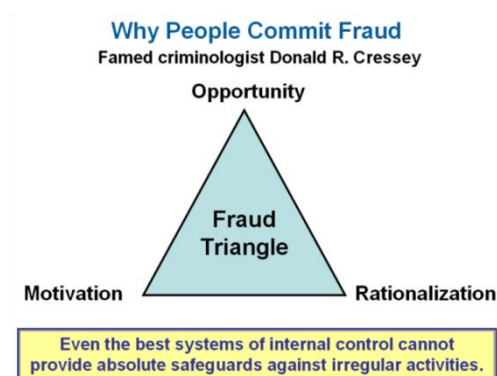 Why People Commit Fraud
Famed criminologist Donald R. Cressey
Opportunity
Fraud
Triangle
Motivation
Rationalization
Even the best systems of internal control cannot
provide absolute safeguards against irregular activities.